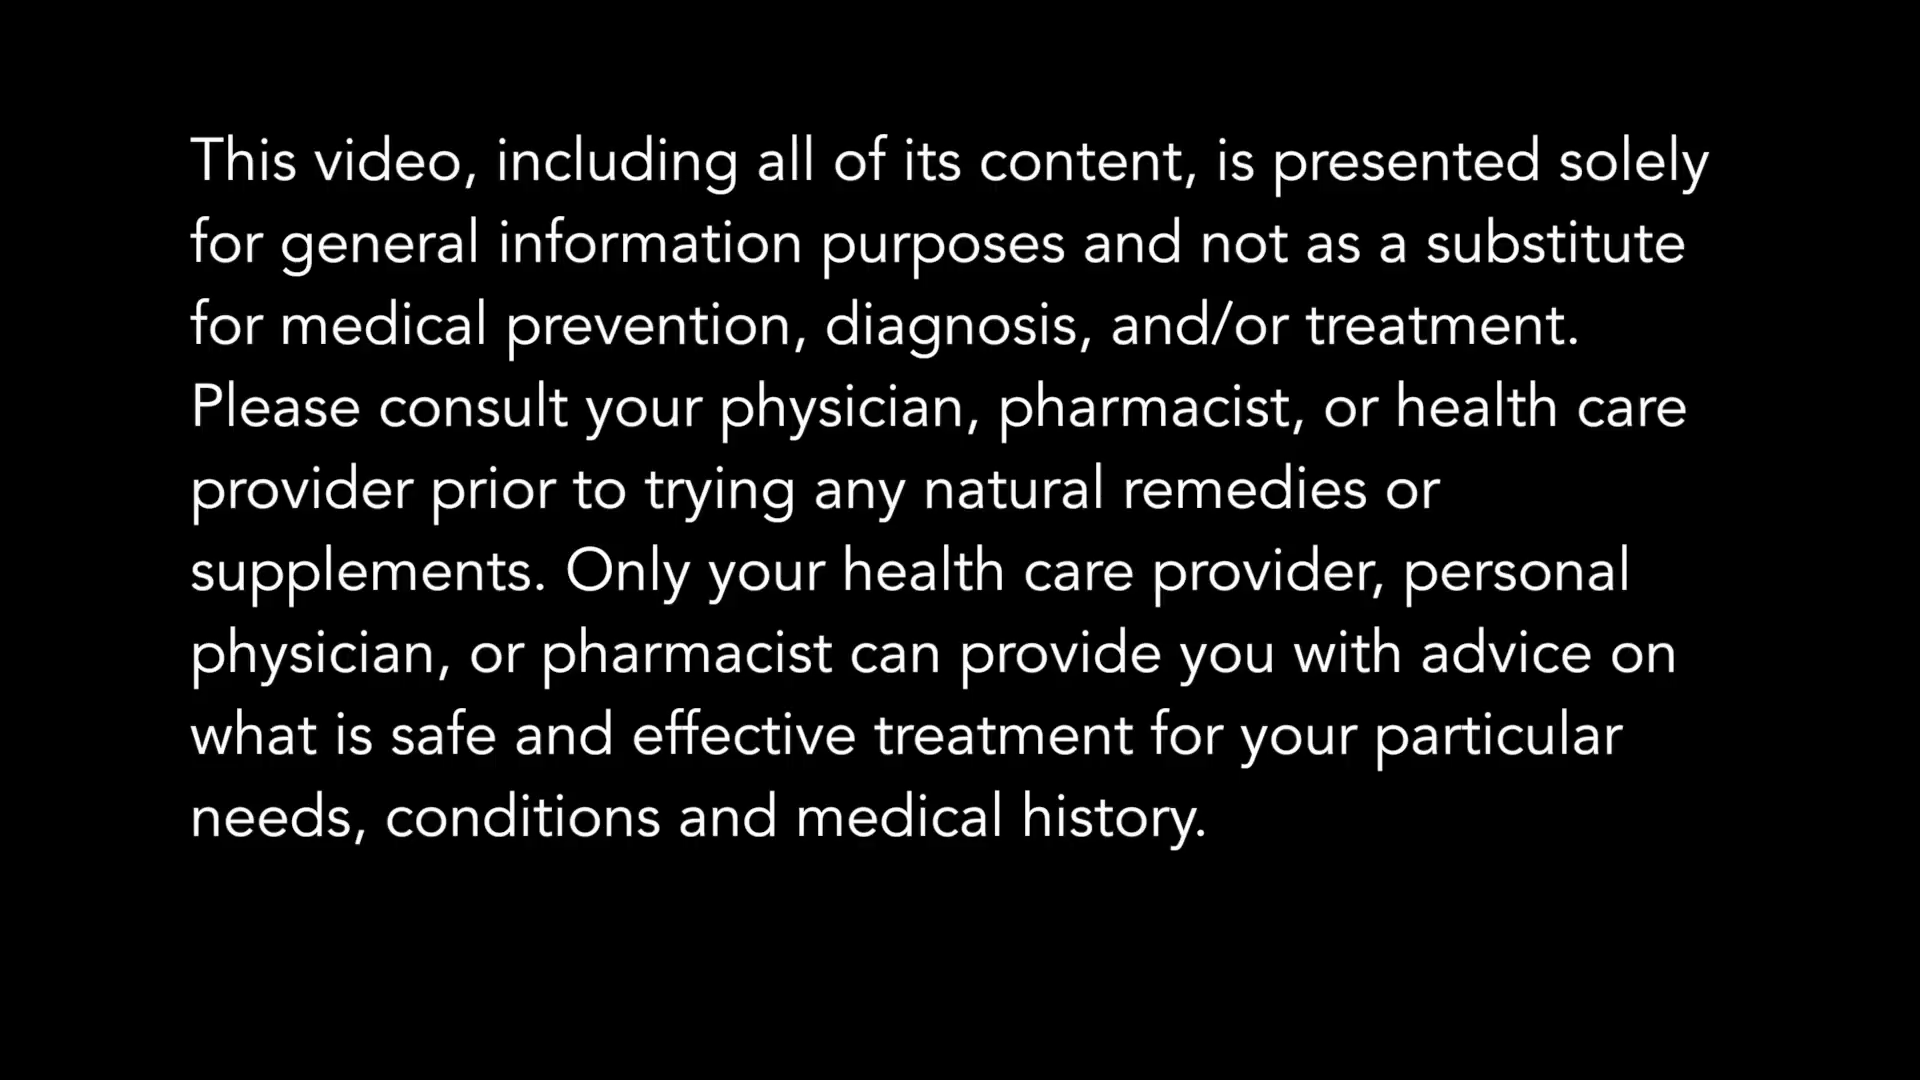 This video, including all of its content, is presented solely
for general information purposes and not as a substitute
for medical prevention, diagnosis, and/or treatment.
Please consult your physician, pharmacist, or health care
provider prior to trying any natural remedies or
supplements. Only your health care provider, personal
physician, or pharmacist can provide you with advice on
what is safe and effective treatment for your particular
needs, conditions and medical history.